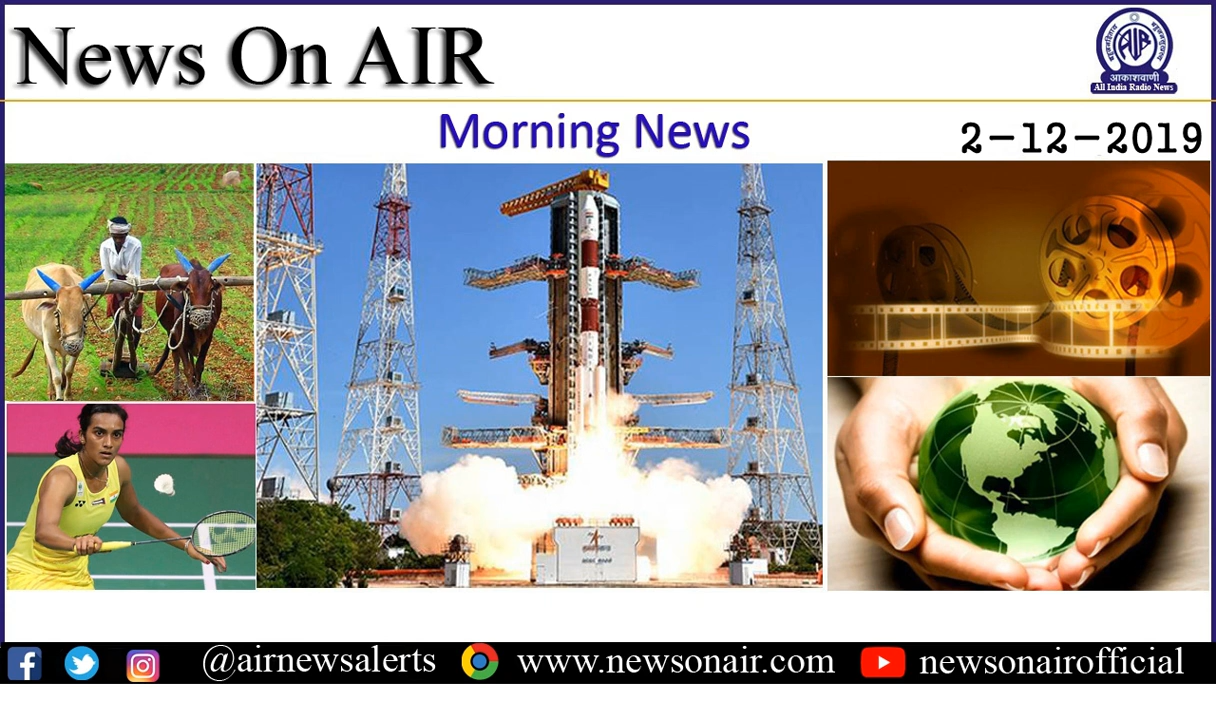 News On AIR
आकाशवाणी
All India Radio News
Morning News
2-12-2019
@airnewsalerts
www.newsonair.com
newsonairofficial